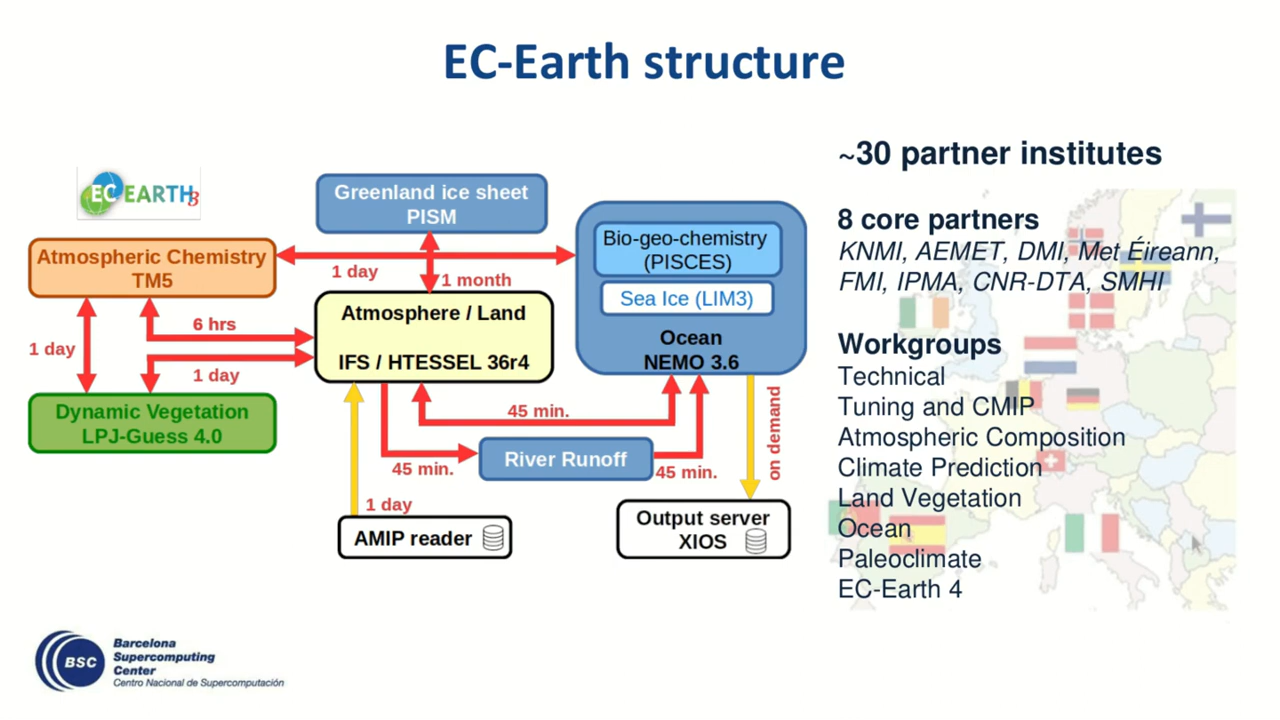 EC-Earth structure
EC EARTH 3
Greenland ice sheet
PISM
Atmospheric Chemistry
TM5
1 day
1 month
Bio-geo-chemistry
(PISCES)
Sea Ice (LIM3)
Ocean
NEMO 3.6
Atmosphere / Land
IFS / HTESSEL 36r4
6 hrs
1 day
1 day
Dynamic Vegetation
LPJ-Guess 4.0
45 min.
River Runoff
45 min.
45 min.
on demand
1 day
AMIP reader
Output server
XIOS
~30 partner institutes
8 core partners
KNMI, AEMET, DMI, Met Éireann,
FMI, IPMA, CNR-DTA, SMHI
Workgroups
Technical
Tuning and CMIP
Atmospheric Composition
Climate Prediction
Land Vegetation
Ocean
Paleoclimate
EC-Earth 4
BSC
Barcelona
Supercomputing
Center
Centro Nacional de Supercomputación